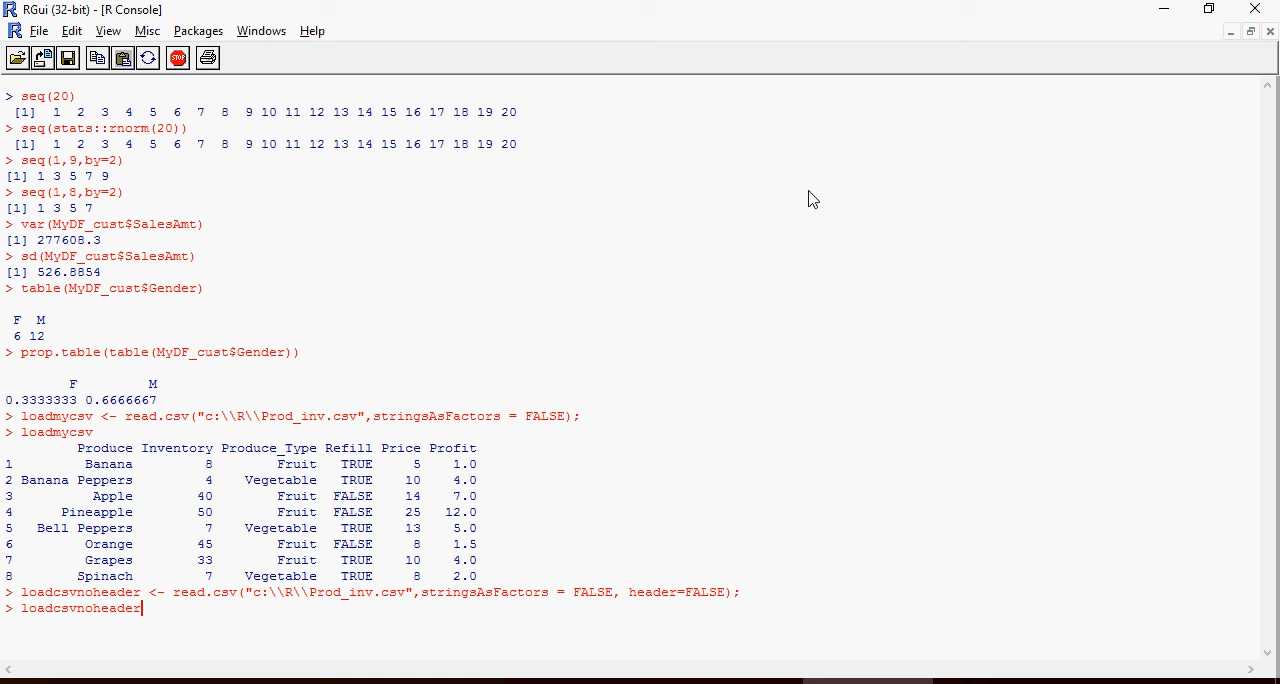 RGui (32-bit) - [R Console]
File Edit View Misc Packages Windows Help
STOP
> seq(20)
 [1]  1  2  3  4  5  6  7  8  9 10 11 12 13 14 15 16 17 18 19 20
> seq(stats::rnorm(20))
 [1]  1  2  3  4  5  6  7  8  9 10 11 12 13 14 15 16 17 18 19 20
> seq(1,9,by=2)
[1] 1 3 5 7 9
> seq(1,8,by=2)
[1] 1 3 5 7
> var(MyDF_cust$SalesAmt)
[1] 277608.3
> sd(MyDF_cust$SalesAmt)
[1] 526.8854
> table(MyDF_cust$Gender)
 F  M
 6 12
> prop.table(table(MyDF_cust$Gender))
        F         M
0.3333333 0.6666667
> loadmycsv <- read.csv("c:\\R\\Prod_inv.csv",stringsAsFactors = FALSE);
> loadmycsv
         Produce Inventory Produce_Type Refill Price Profit
1         Banana         8        Fruit   TRUE     5    1.0
2 Banana Peppers         4    Vegetable   TRUE    10    4.0
3          Apple        40        Fruit  FALSE    14    7.0
4      Pineapple        50        Fruit  FALSE    25   12.0
5   Bell Peppers         7    Vegetable   TRUE    13    5.0
6         Orange        45        Fruit  FALSE     8    1.5
7         Grapes        33        Fruit   TRUE    10    4.0
8        Spinach         7    Vegetable   TRUE     8    2.0
> loadcsvnoheader <- read.csv("c:\\R\\Prod_inv.csv",stringsAsFactors = FALSE, header=FALSE);
> loadcsvnoheader